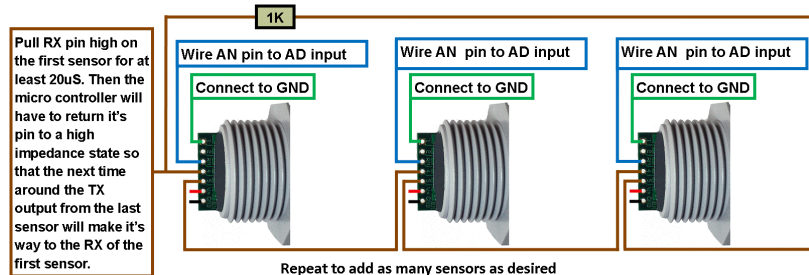 1K
Pull RX pin high on
the first sensor for at
least 20uS. Then the
micro controller will
have to return it's
pin to a high
impedance state so
that the next time
around the TX
output from the last
sensor will make it's
way to the RX of the
first sensor.
Wire AN pin to AD input
Connect to GND
Wire AN pin to AD input
Connect to GND
Wire AN pin to AD input
Connect to GND
Repeat to add as many sensors as desired